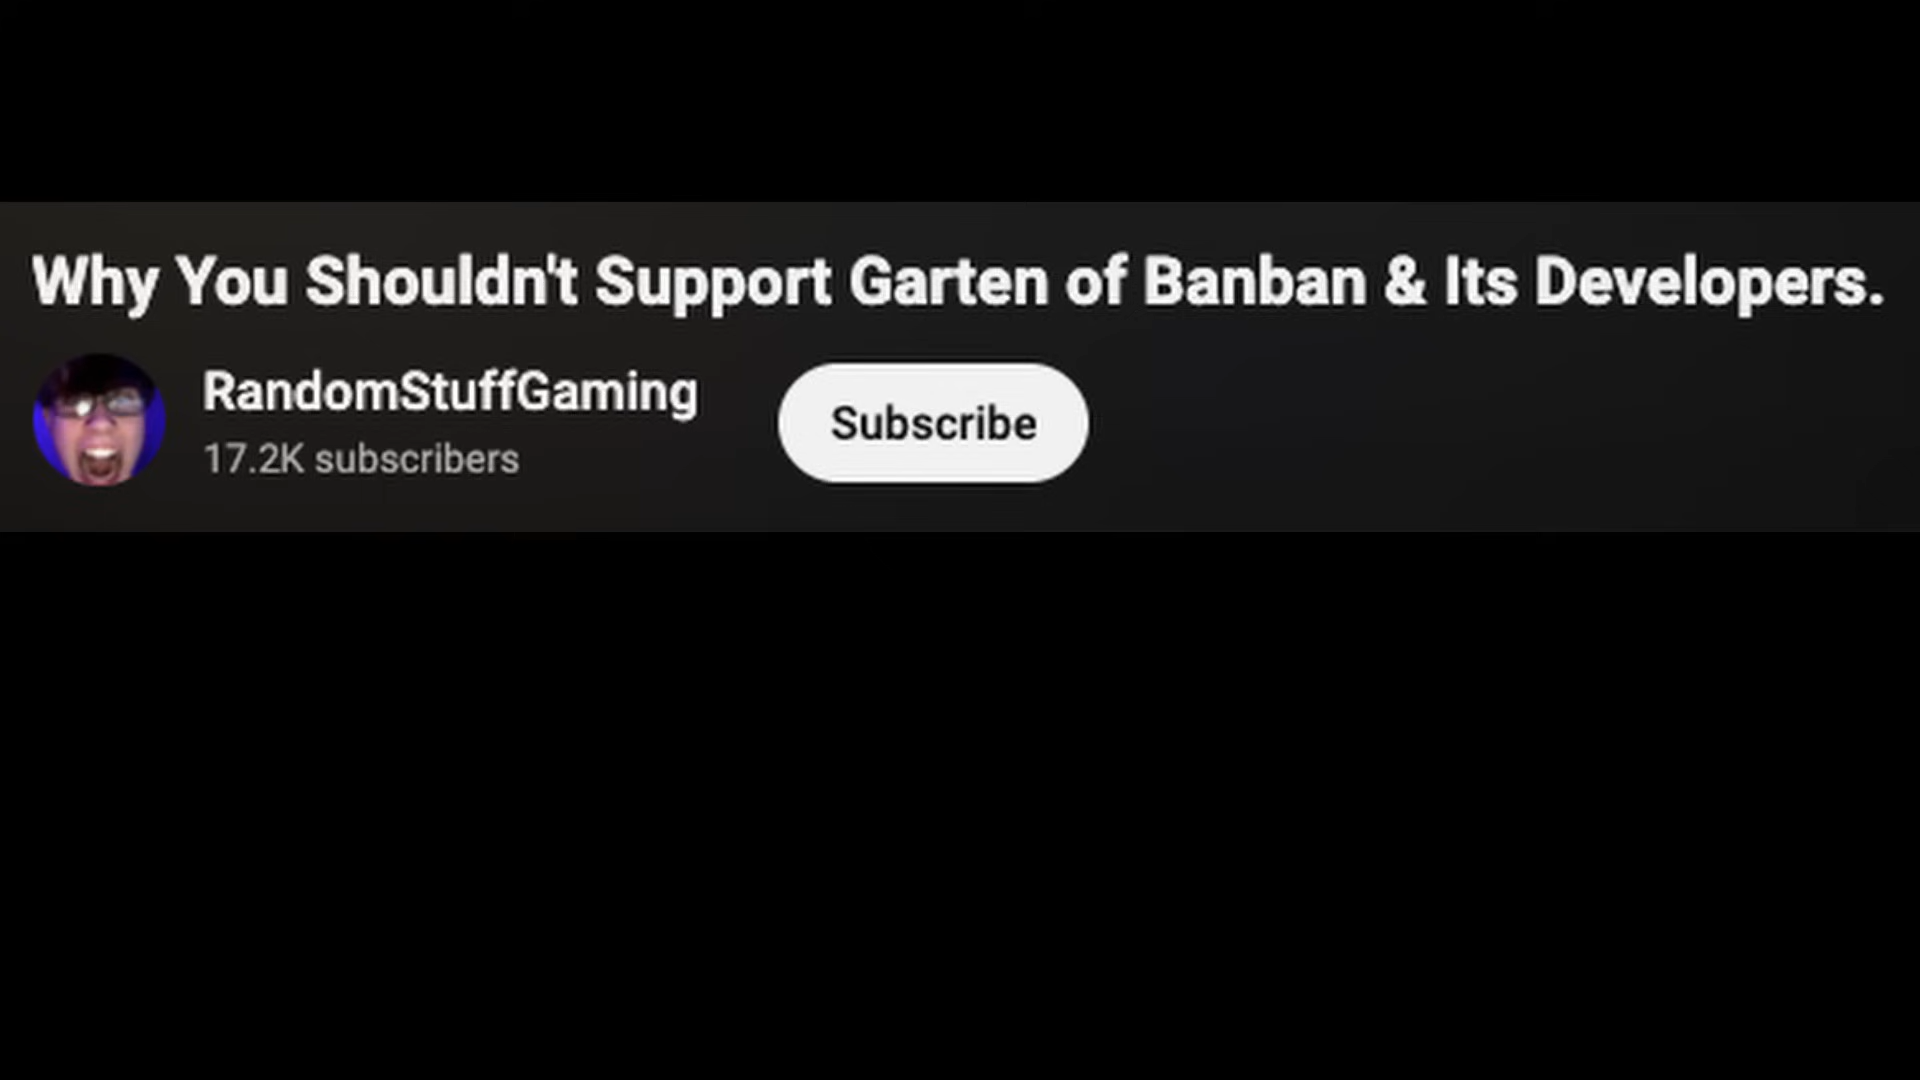 Why You Shouldn't Support Garten of Banban & Its Developers.
RandomStuffGaming
Subscribe
17.2K subscribers